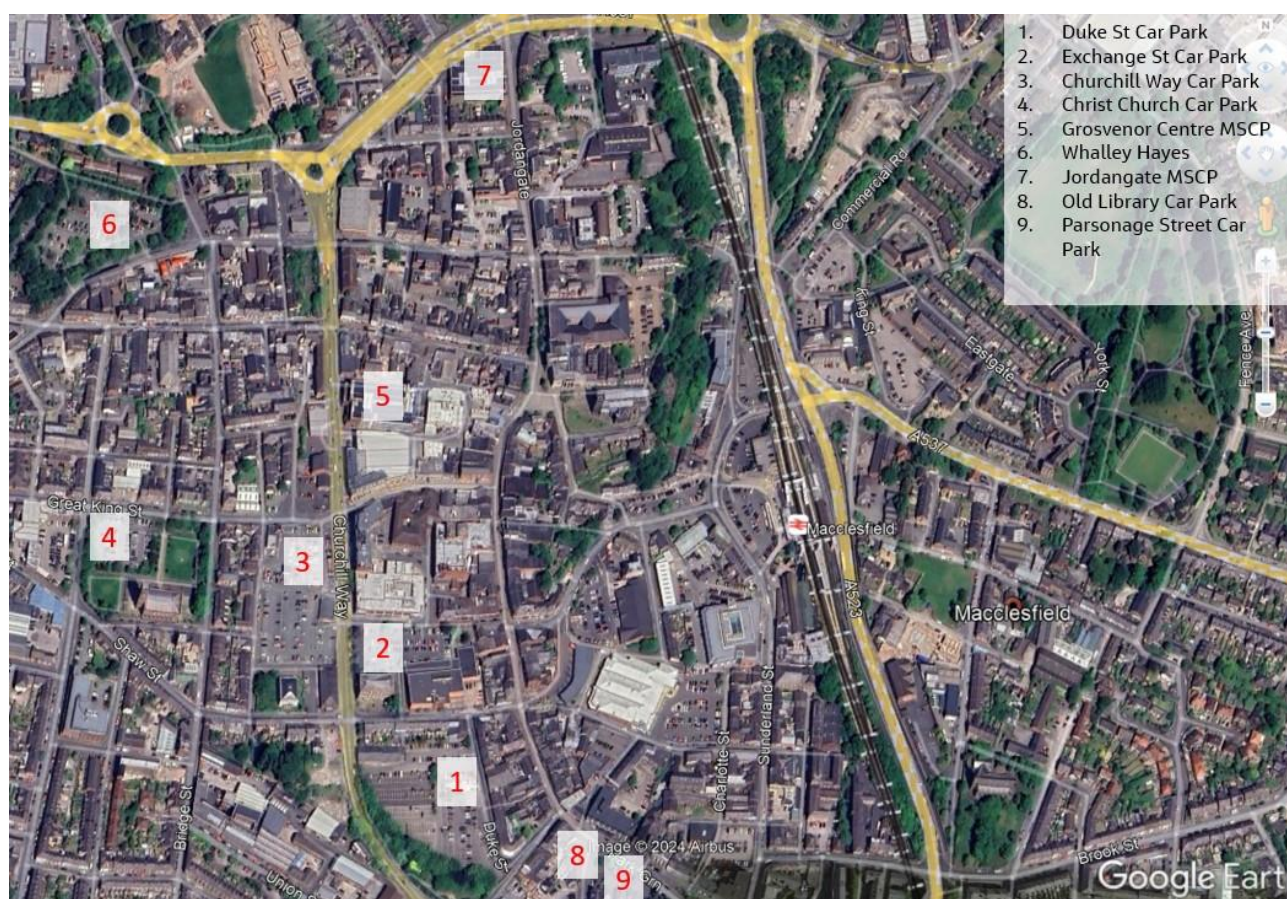 1. Duke St Car Park
2. Exchange St Car Park
3. Churchill Way Car Park
4. Christ Church Car Park
5. Grosvenor Centre MSCP
6. Whalley Hayes
7. Jordangate MSCP
8. Old Library Car Park
9. Parsonage Street Car
Park
N
7
Jordangate
Commercial Rd
6
King St
Eastgate
York St
Fence Ave
5
A537
Great King St
4
Churchill Way
3
Macclesfield
A523
Macclesfield
2
Shaw St
Sunderland St
1
Charlotte St
Bridge St
Duke St
8
Image © 2024 Airbus
Brook St
9
Union S
Google Eart